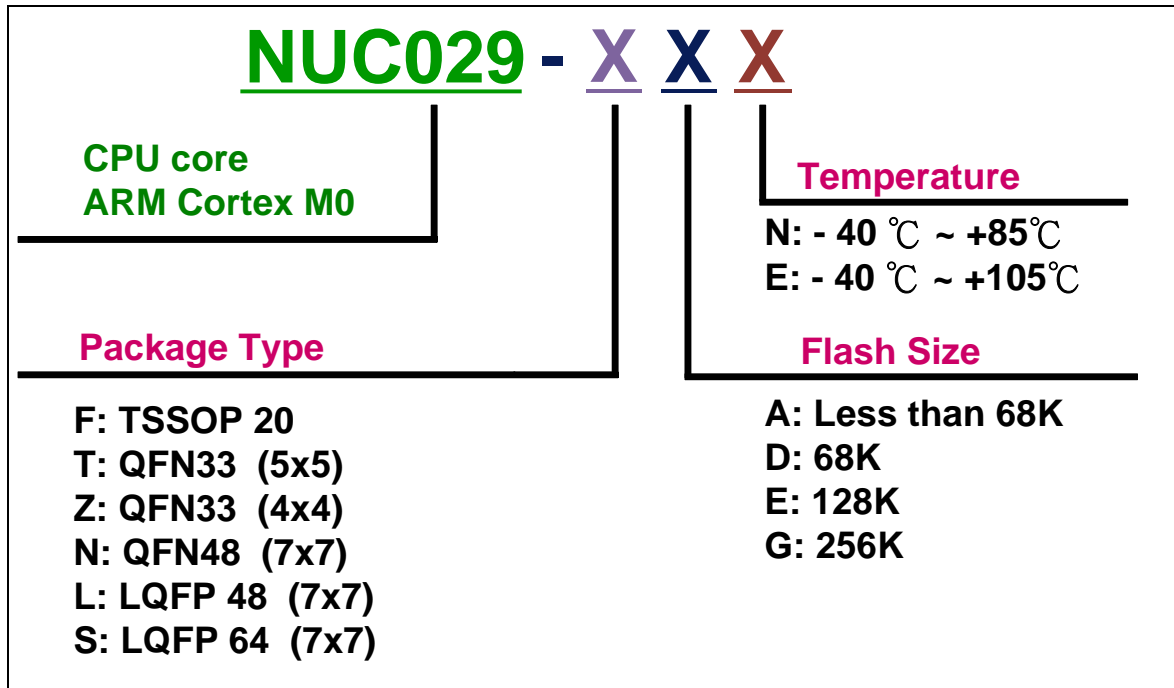 NUC029 - X X X
CPU core
ARM Cortex M0
Temperature
N: - 40 ℃ ~ +85℃
E: - 40 ℃ ~ +105℃
Package Type
F: TSSOP 20
T: QFN33 (5x5)
Z: QFN33 (4x4)
N: QFN48 (7x7)
L: LQFP 48 (7x7)
S: LQFP 64 (7x7)
Flash Size
A: Less than 68K
D: 68K
E: 128K
G: 256K